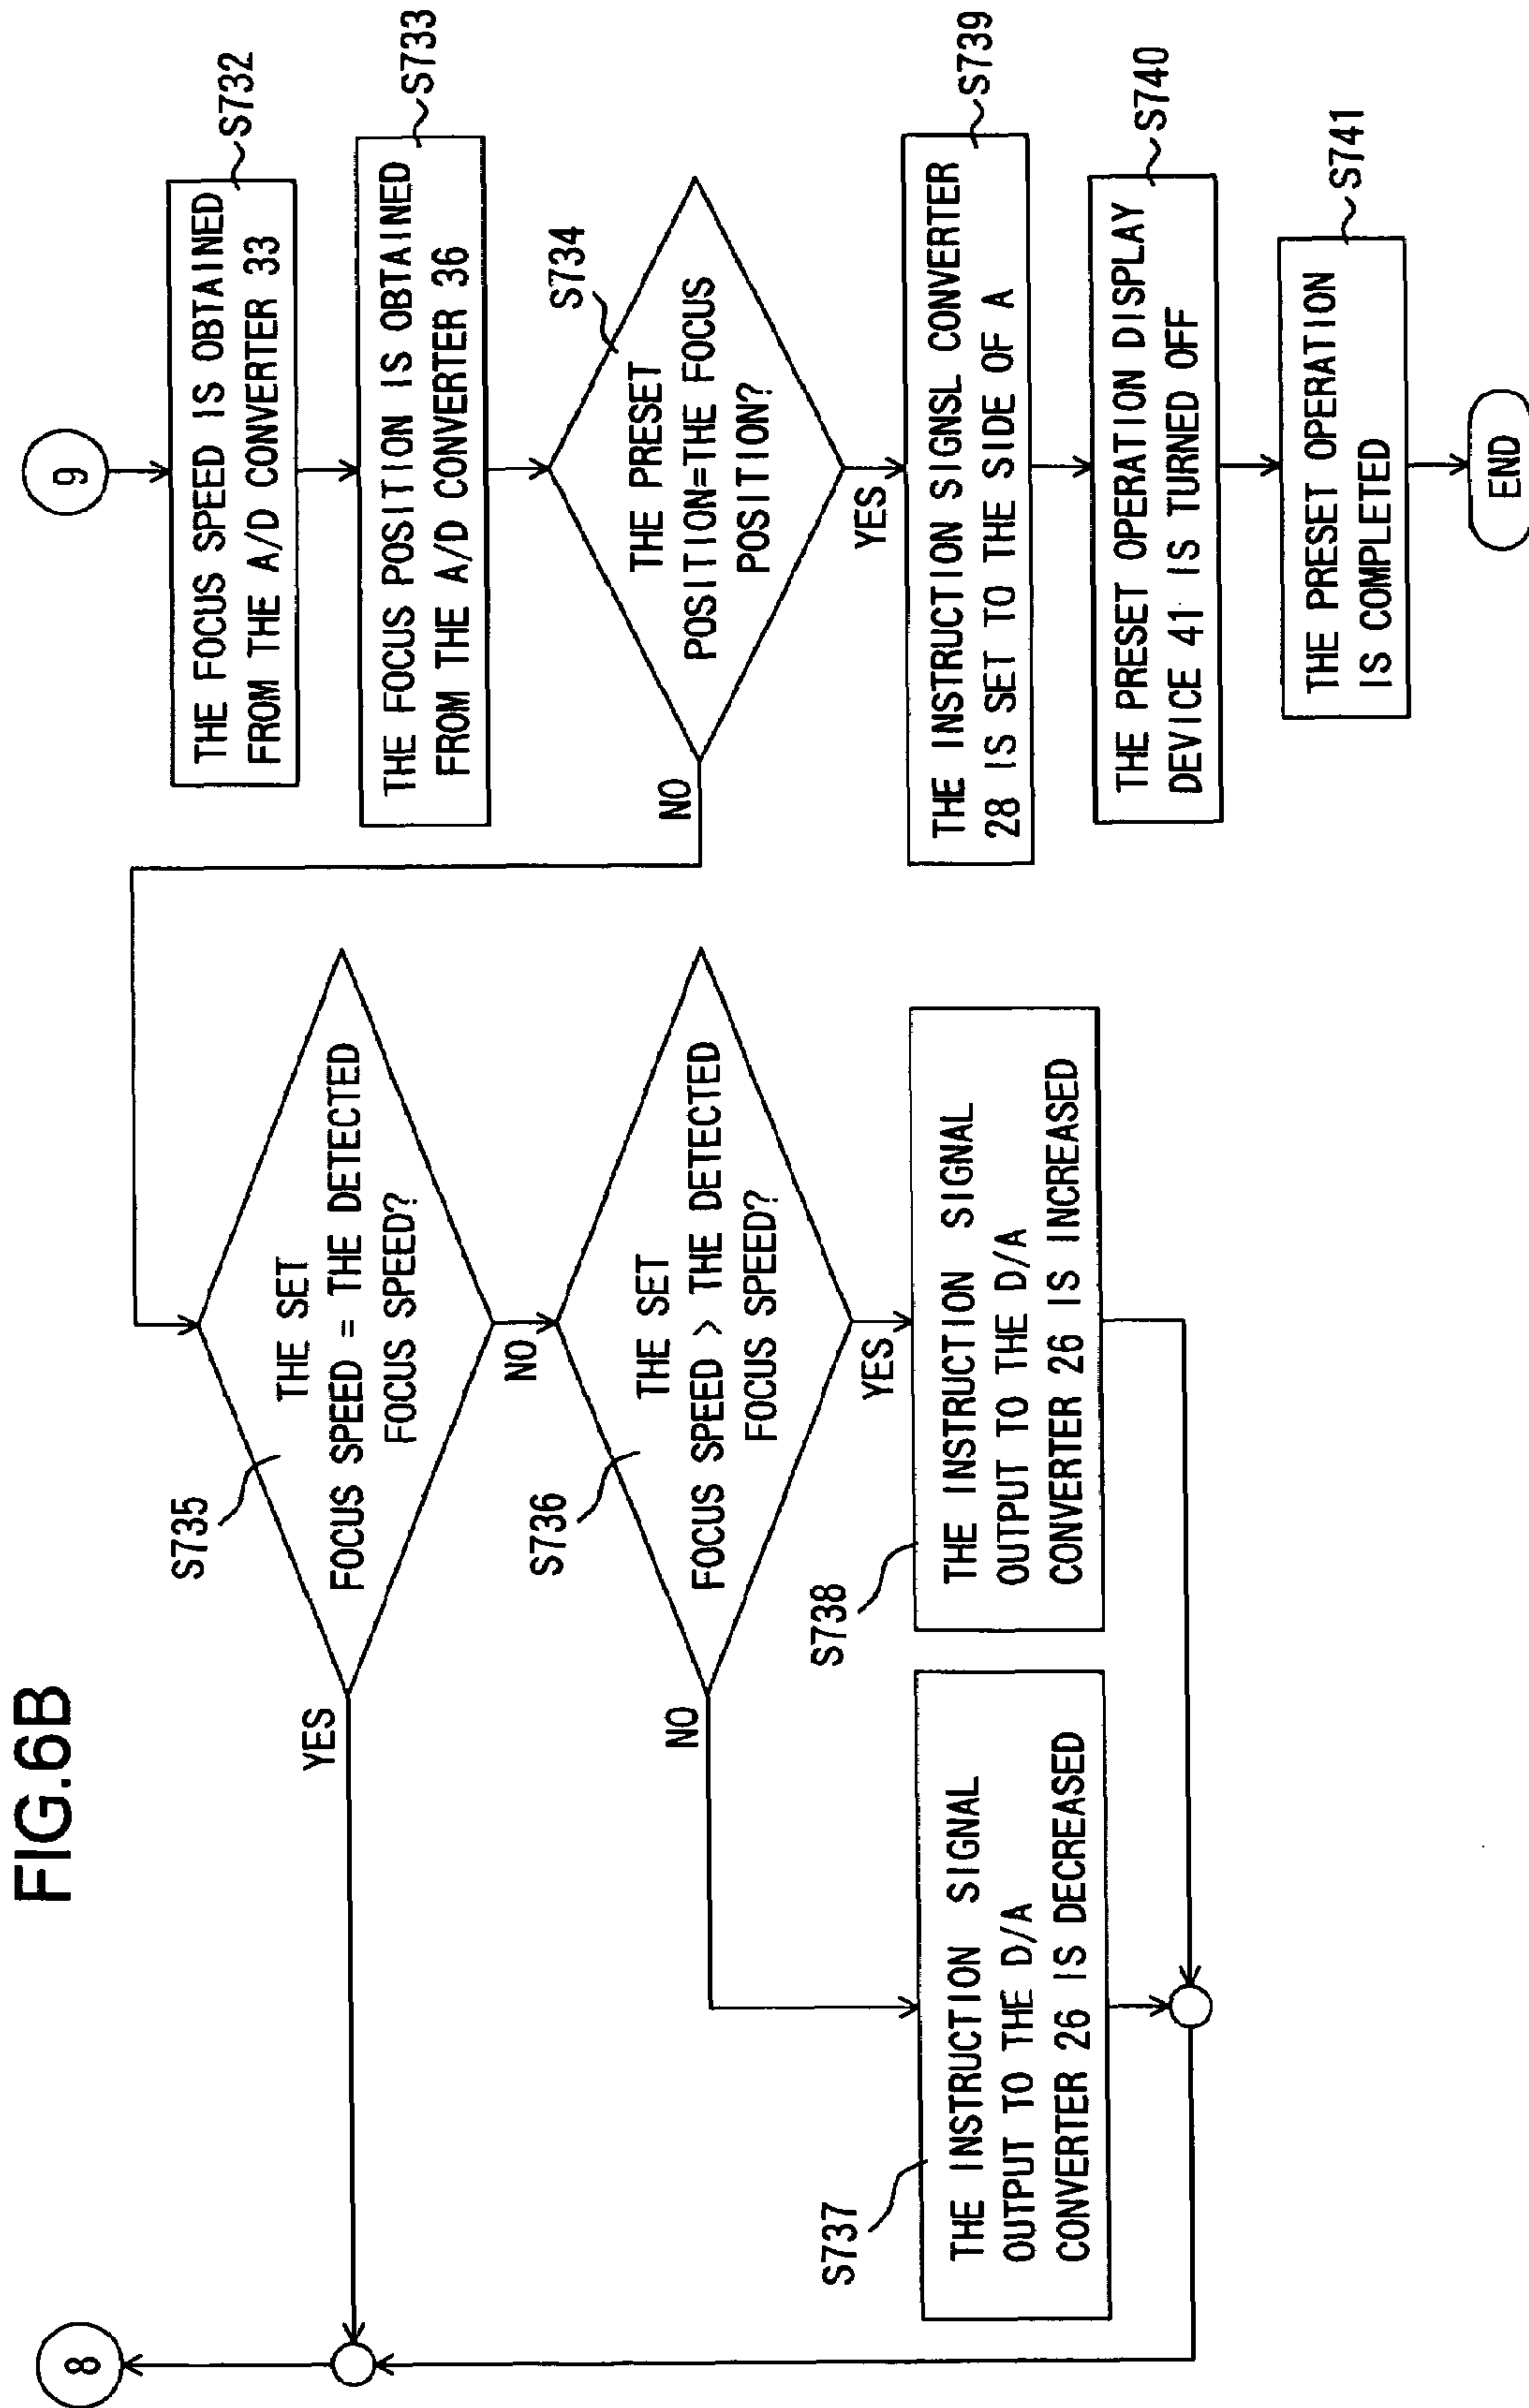 FIG.6B
9
THE FOCUS SPEED IS OBTAINED
FROM THE A/D CONVERTER 33
S732
THE FOCUS POSITION IS OBTAINED
FROM THE A/D CONVERTER 36
S733
S734
THE PRESET
POSITION=THE FOCUS
POSITION?
NO
YES
THE INSTRUCTION SIGNSL CONVERTER
28 IS SET TO THE SIDE OF A
S739
THE PRESET OPERATION DISPLAY
DEVICE 41 IS TURNED OFF
S740
THE PRESET OPERATION
IS COMPLETED
S741
END
S735
THE SET
FOCUS SPEED = THE DETECTED
FOCUS SPEED?
YES
NO
S736
THE SET
FOCUS SPEED > THE DETECTED
FOCUS SPEED?
NO
YES
S738
THE INSTRUCTION SIGNAL
OUTPUT TO THE D/A
CONVERTER 26 IS INCREASED
S737
THE INSTRUCTION SIGNAL
OUTPUT TO THE D/A
CONVERTER 26 IS DECREASED
8